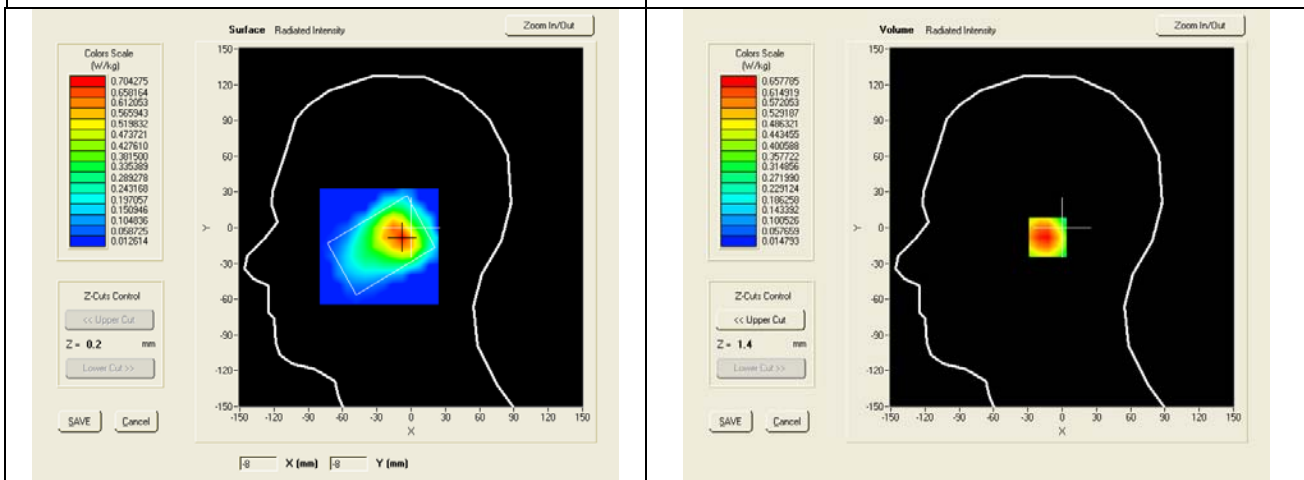 Surface Radiated Intensity
Zoom In/Out
Colors Scale
(W/kg)
0.704275
0.658164
0.612053
0.565943
0.519832
0.473721
0.427610
0.381500
0.335389
0.289278
0.243168
0.197057
0.150946
0.104836
0.058725
0.012614
Z-Cuts Control
<< Upper Cut
Z = 0.2 mm
Lower Cut >>
SAVE Cancel
150
120
90
60
30
0
-30
-60
-90
-120
-150
Y
-150 -120 -90 -60 -30 0 30 60 90 120 150
X
-8 X (mm) -8 Y (mm)
Volume Radiated Intensity
Zoom In/Out
Colors Scale
(W/kg)
0.657785
0.614919
0.572053
0.529187
0.486321
0.443455
0.400588
0.357722
0.314856
0.271990
0.229124
0.186258
0.143392
0.100526
0.057659
0.014793
Z-Cuts Control
<< Upper Cut
Z = 1.4 mm
Lower Cut >>
SAVE Cancel
150
120
90
60
30
0
-30
-60
-90
-120
-150
Y
-150 -120 -90 -60 -30 0 30 60 90 120 150
X